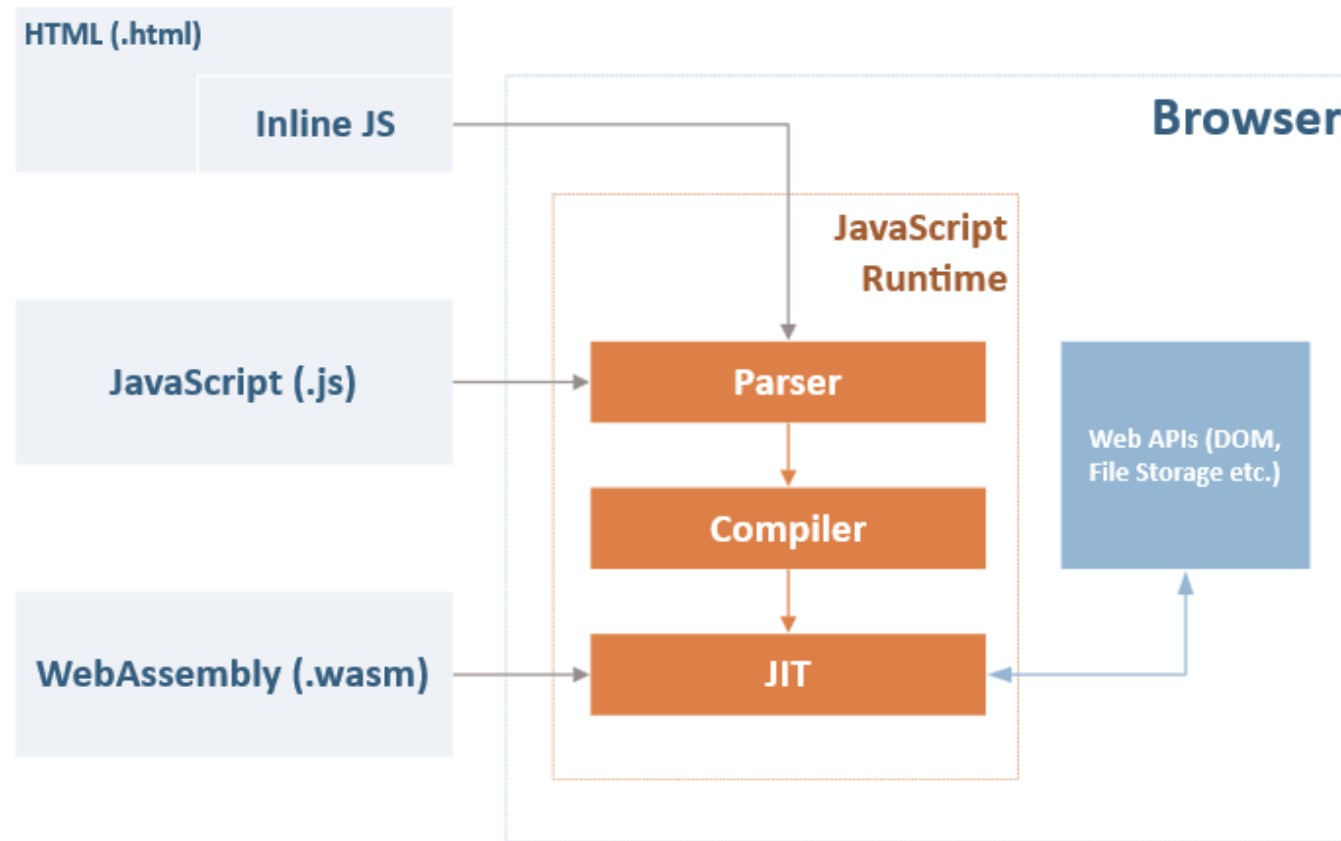 HTML (.html)
Inline JS
Browser
JavaScript
Runtime
JavaScript (.js)
Parser
Web APIs (DOM,
File Storage etc.)
Compiler
WebAssembly (.wasm)
JIT